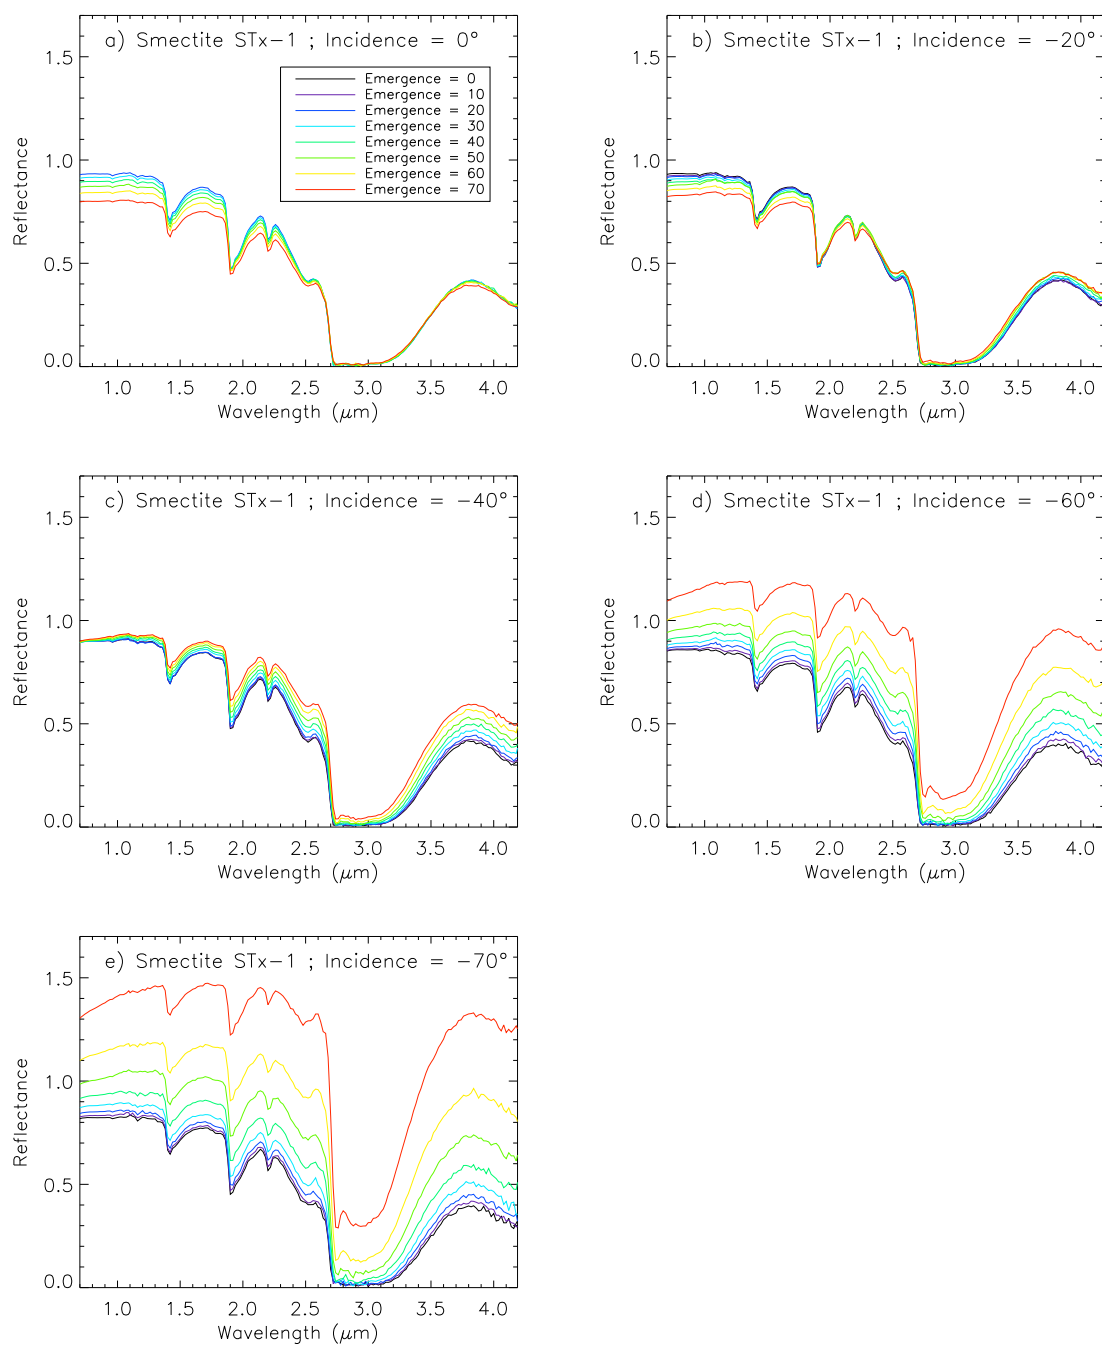 a) Smectite STx-1 ; Incidence = 0°
Emergence = 0
Emergence = 10
Emergence = 20
Emergence = 30
Emergence = 40
Emergence = 50
Emergence = 60
Emergence = 70
1.5
1.0
0.5
0.0
Reflectance
1.0 1.5 2.0 2.5 3.0 3.5 4.0
Wavelength (μm)
b) Smectite STx-1 ; Incidence = -20°
1.5
1.0
0.5
0.0
Reflectance
1.0 1.5 2.0 2.5 3.0 3.5 4.0
Wavelength (μm)
c) Smectite STx-1 ; Incidence = -40°
1.5
1.0
0.5
0.0
Reflectance
1.0 1.5 2.0 2.5 3.0 3.5 4.0
Wavelength (μm)
d) Smectite STx-1 ; Incidence = -60°
1.5
1.0
0.5
0.0
Reflectance
1.0 1.5 2.0 2.5 3.0 3.5 4.0
Wavelength (μm)
e) Smectite STx-1 ; Incidence = -70°
1.5
1.0
0.5
0.0
Reflectance
1.0 1.5 2.0 2.5 3.0 3.5 4.0
Wavelength (μm)